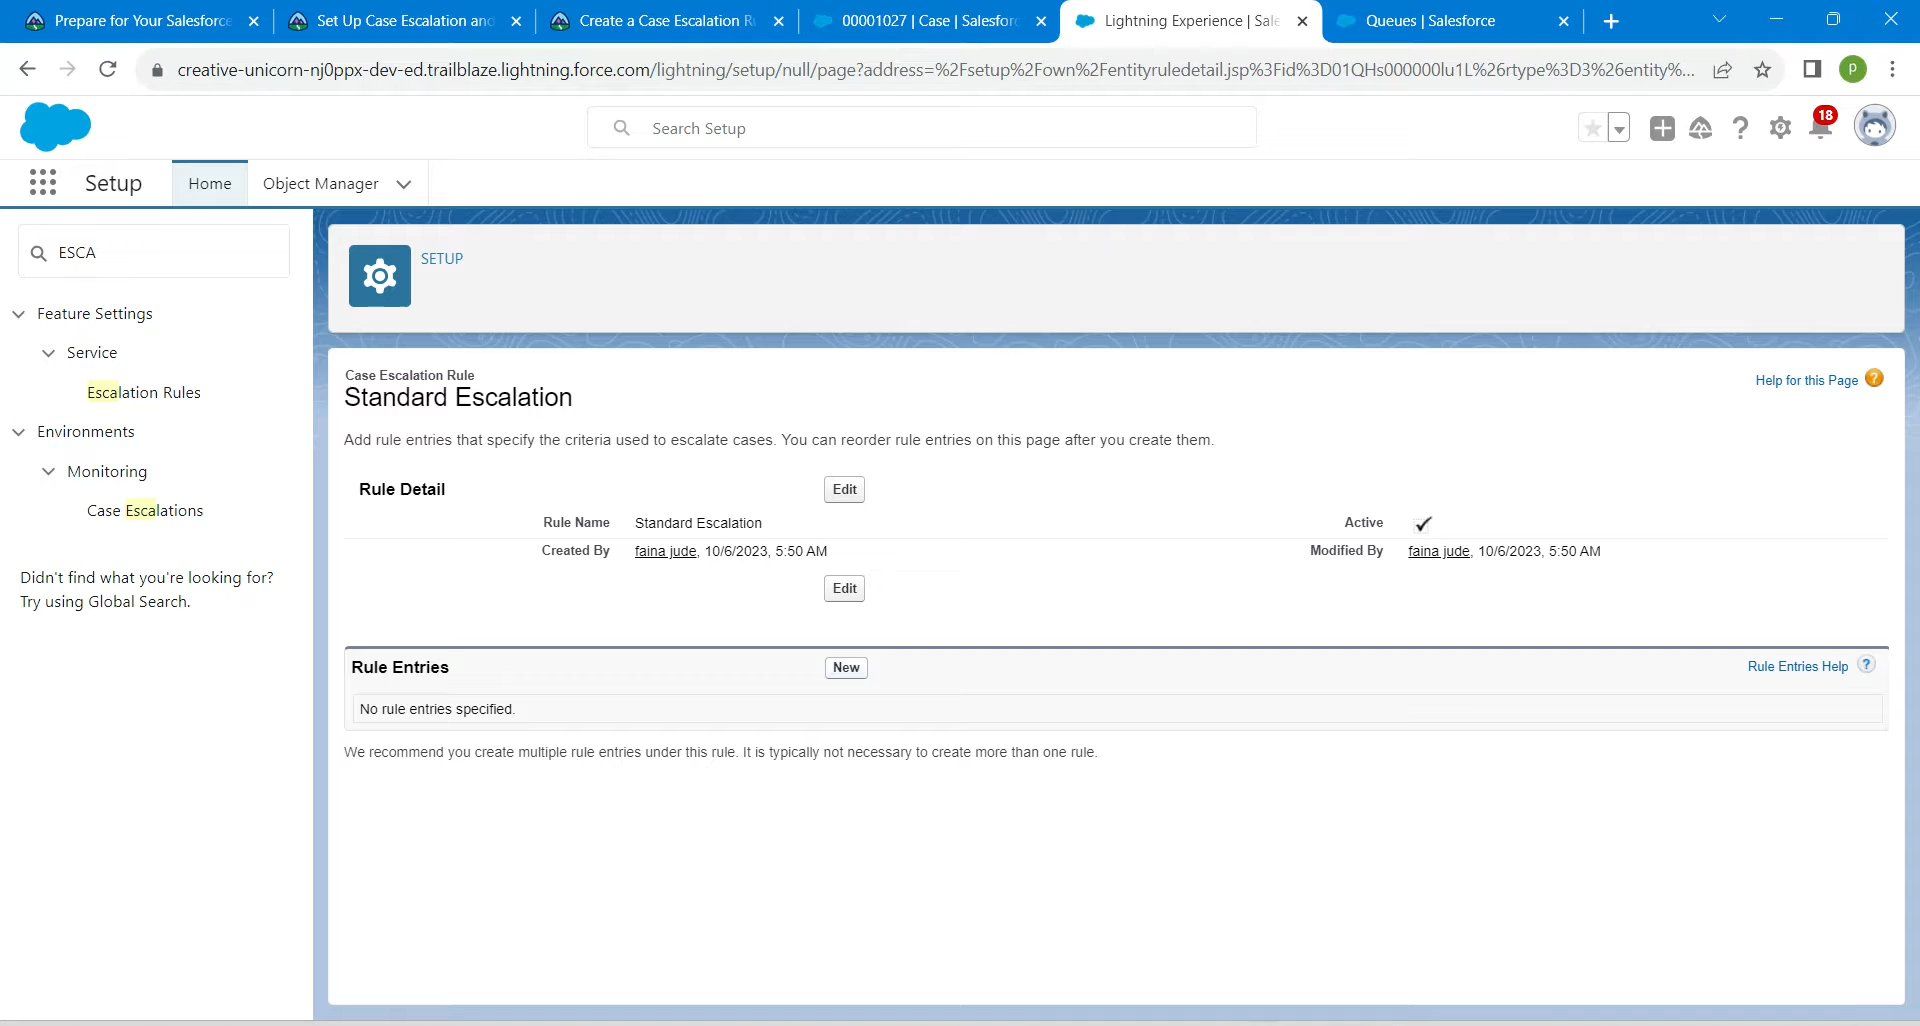 Prepare for Your Salesforce
Set Up Case Escalation and
Create a Case Escalation Ru
00001027 | Case | Salesforc
Lightning Experience | Sale
Queues | Salesforce
creative-unicorn-nj0ppx-dev-ed.trailblaze.lightning.force.com/lightning/setup/null/page?address=%2Fsetup%2Fown%2Fentityruledetail.jsp%3Fid%3D01QHs000000lu1L%26rtype%3D3%26entity%...
P
Search Setup
18
Setup
Home
Object Manager
ESCA
Feature Settings
Service
Escalation Rules
Environments
Monitoring
Case Escalations
Didn't find what you're looking for?
Try using Global Search.
SETUP
Case Escalation Rule
Standard Escalation
Help for this Page ?
Add rule entries that specify the criteria used to escalate cases. You can reorder rule entries on this page after you create them.
Rule Detail
Edit
Rule Name Standard Escalation
Active
Created By faina jude, 10/6/2023, 5:50 AM
Modified By faina jude, 10/6/2023, 5:50 AM
Edit
Rule Entries
New
Rule Entries Help ?
No rule entries specified.
We recommend you create multiple rule entries under this rule. It is typically not necessary to create more than one rule.